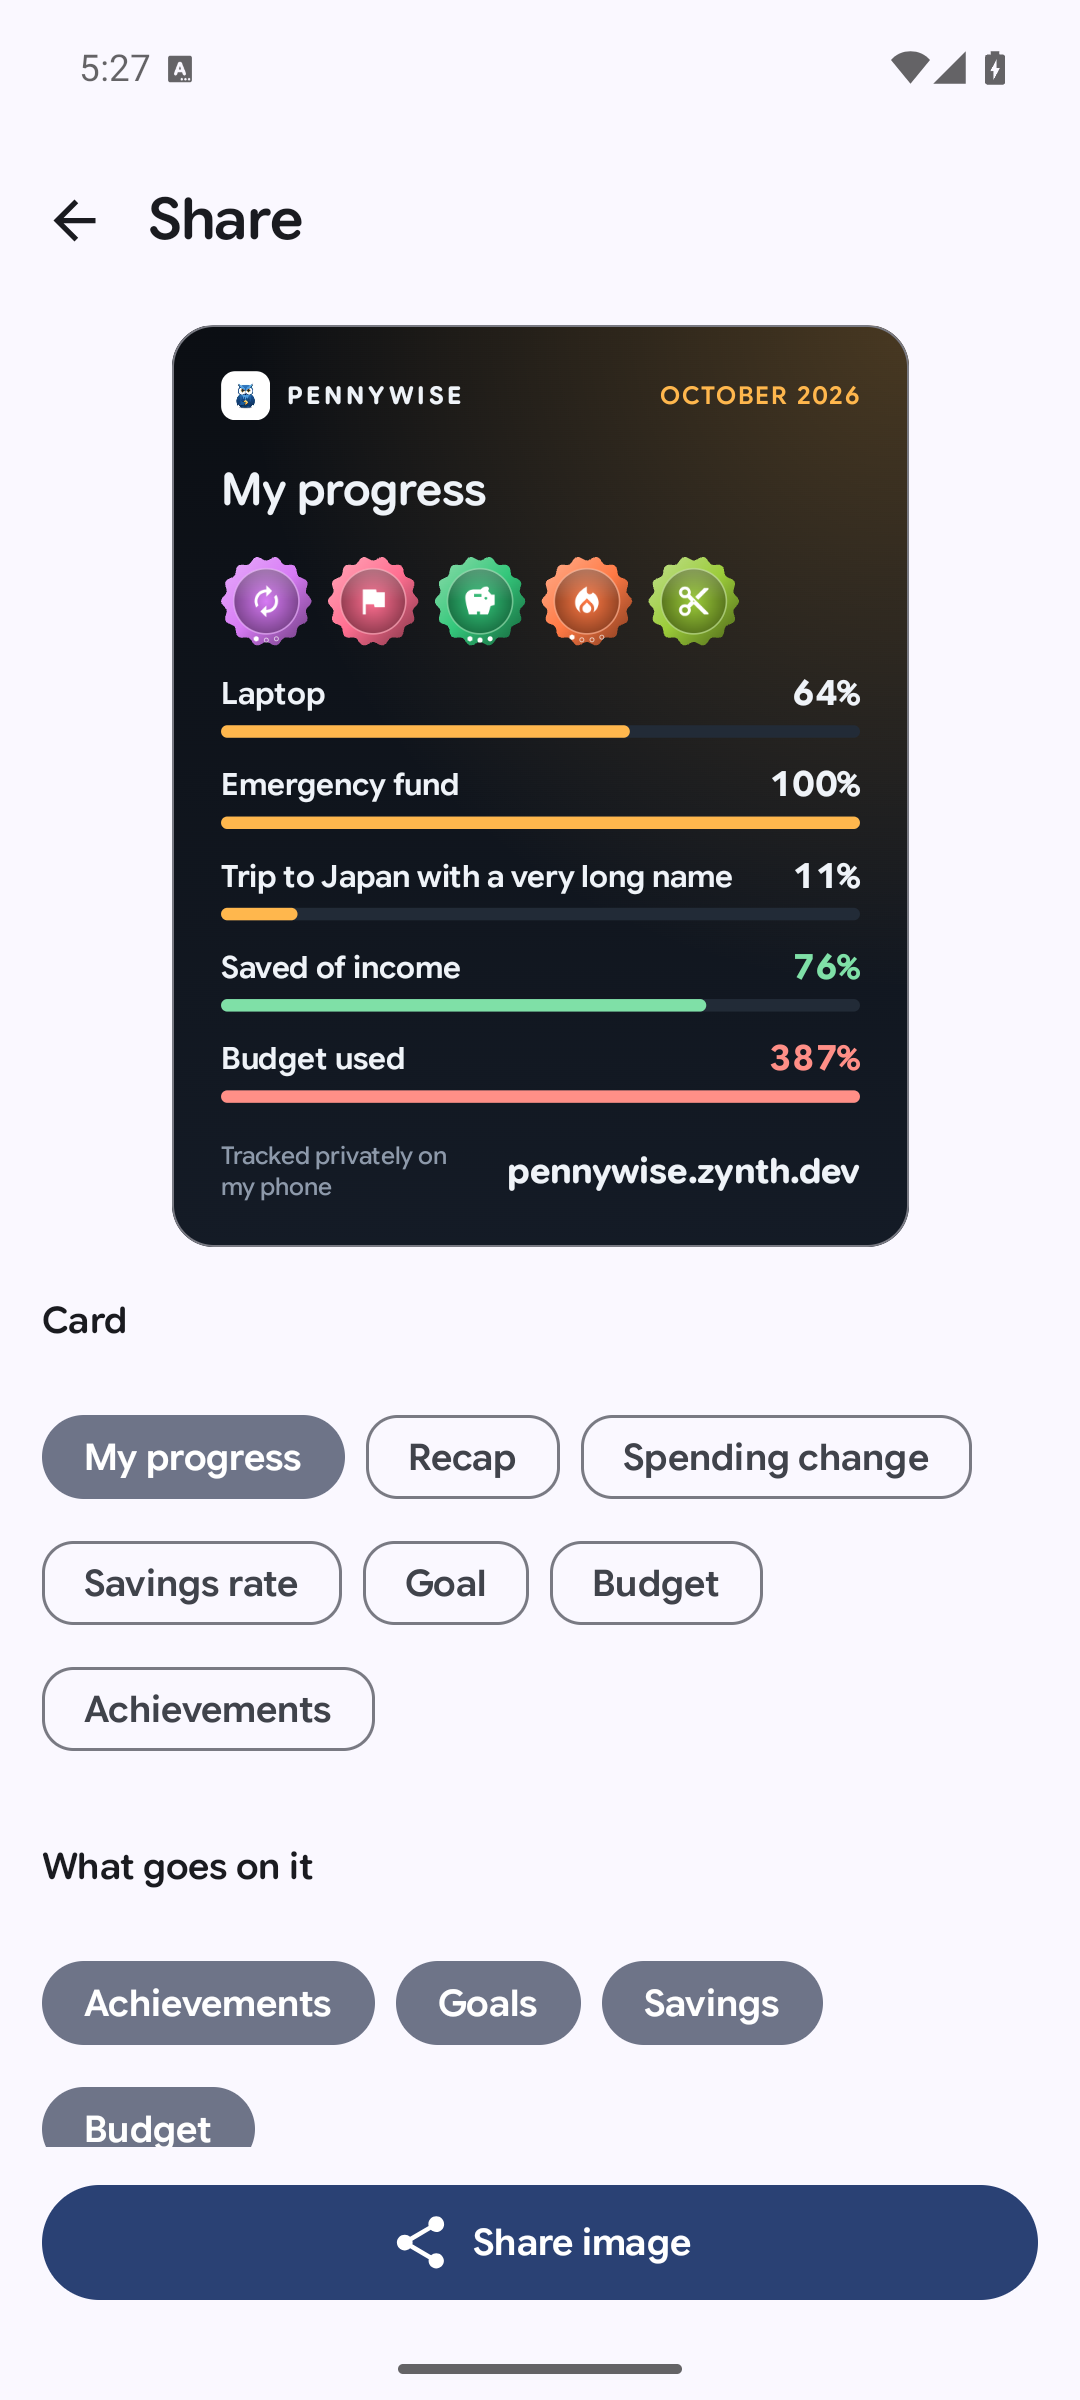 5:27
Share
PENNYWISE
OCTOBER 2026
My progress
Laptop 64%
Emergency fund 100%
Trip to Japan with a very long name 11%
Saved of income 76%
Budget used 387%
Tracked privately on
my phone
pennywise.zynth.dev
Card
My progress Recap Spending change
Savings rate Goal Budget
Achievements
What goes on it
Achievements Goals Savings
Budget
Share image